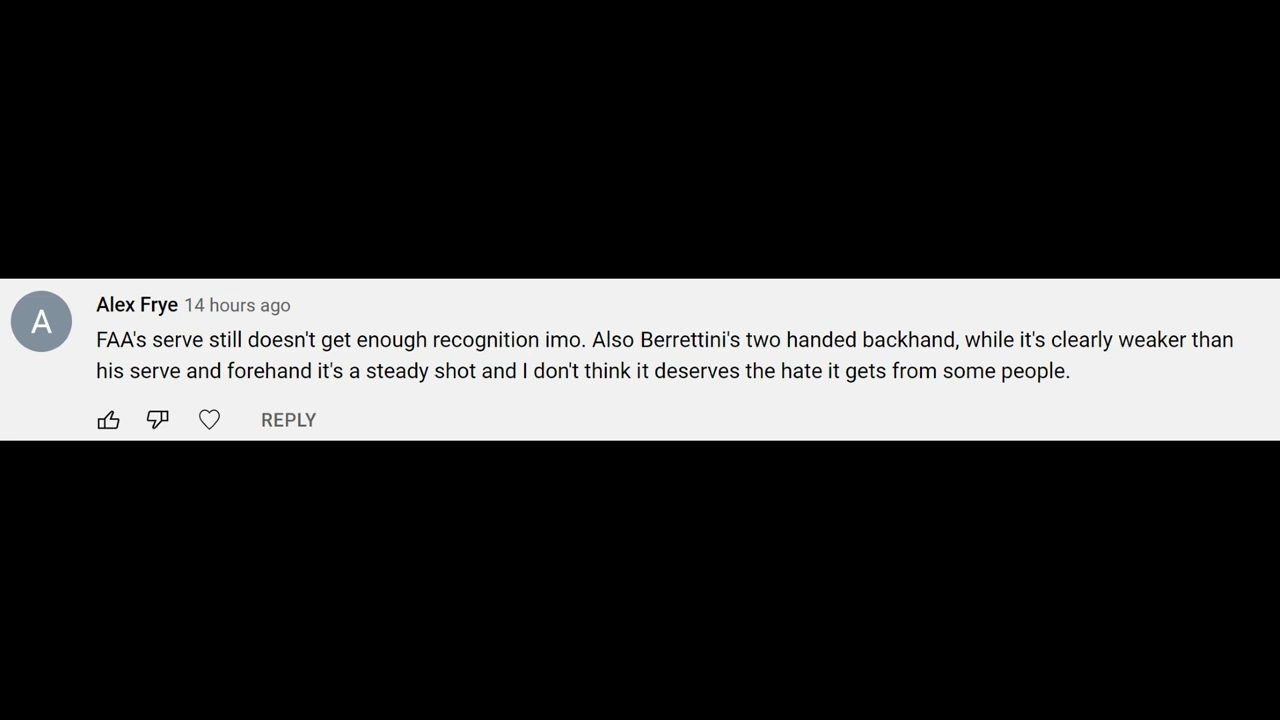 A
Alex Frye 14 hours ago
FAA's serve still doesn't get enough recognition imo. Also Berrettini's two handed backhand, while it's clearly weaker than
his serve and forehand it's a steady shot and I don't think it deserves the hate it gets from some people.
REPLY